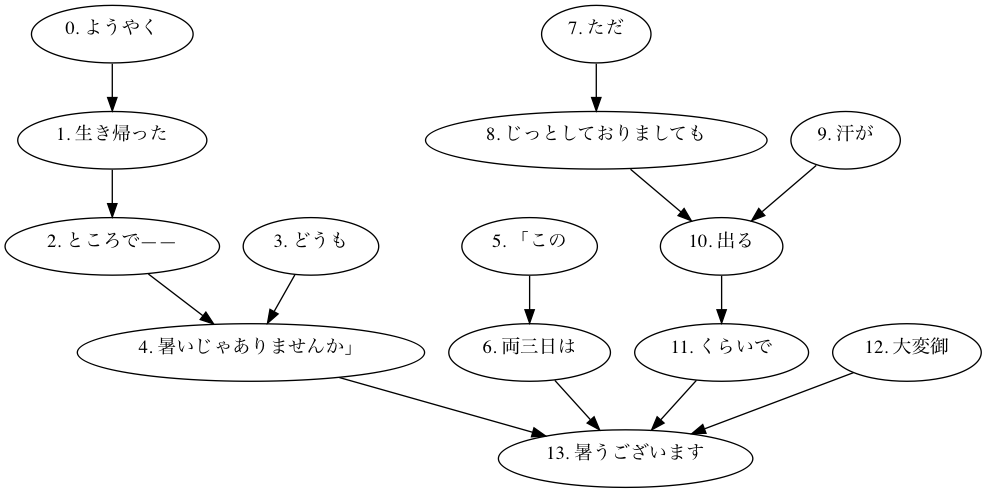 0. ようやく
7. ただ
1. 生き帰った
8. じっとしておりましても
9. 汗が
2. ところで——
3. どうも
5. 「この
10. 出る
4. 暑いじゃありませんか」
6. 両三日は
11. くらいで
12. 大変御
13. 暑うございます